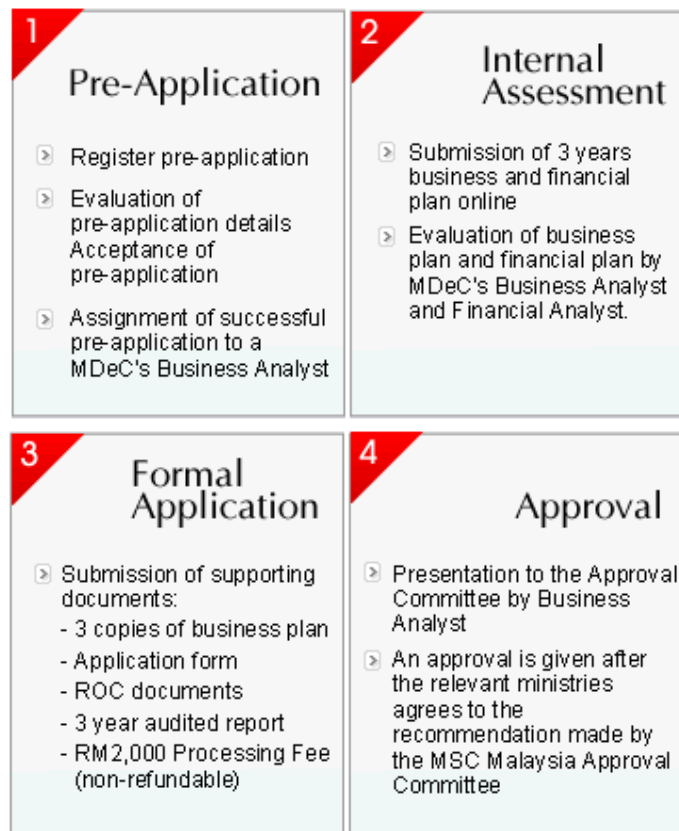 1
Pre-Application
Register pre-application
Evaluation of
pre-application details
Acceptance of
pre-application
Assignment of successful
pre-application to a
MDeC's Business Analyst
2
Internal
Assessment
Submission of 3 years
business and financial
plan online
Evaluation of business
plan and financial plan by
MDeC's Business Analyst
and Financial Analyst.
3
Formal
Application
Submission of supporting
documents:
- 3 copies of business plan
- Application form
- ROC documents
- 3 year audited report
- RM2,000 Processing Fee
(non-refundable)
4
Approval
Presentation to the Approval
Committee by Business
Analyst
An approval is given after
the relevant ministries
agrees to the
recommendation made by
the MSC Malaysia Approval
Committee